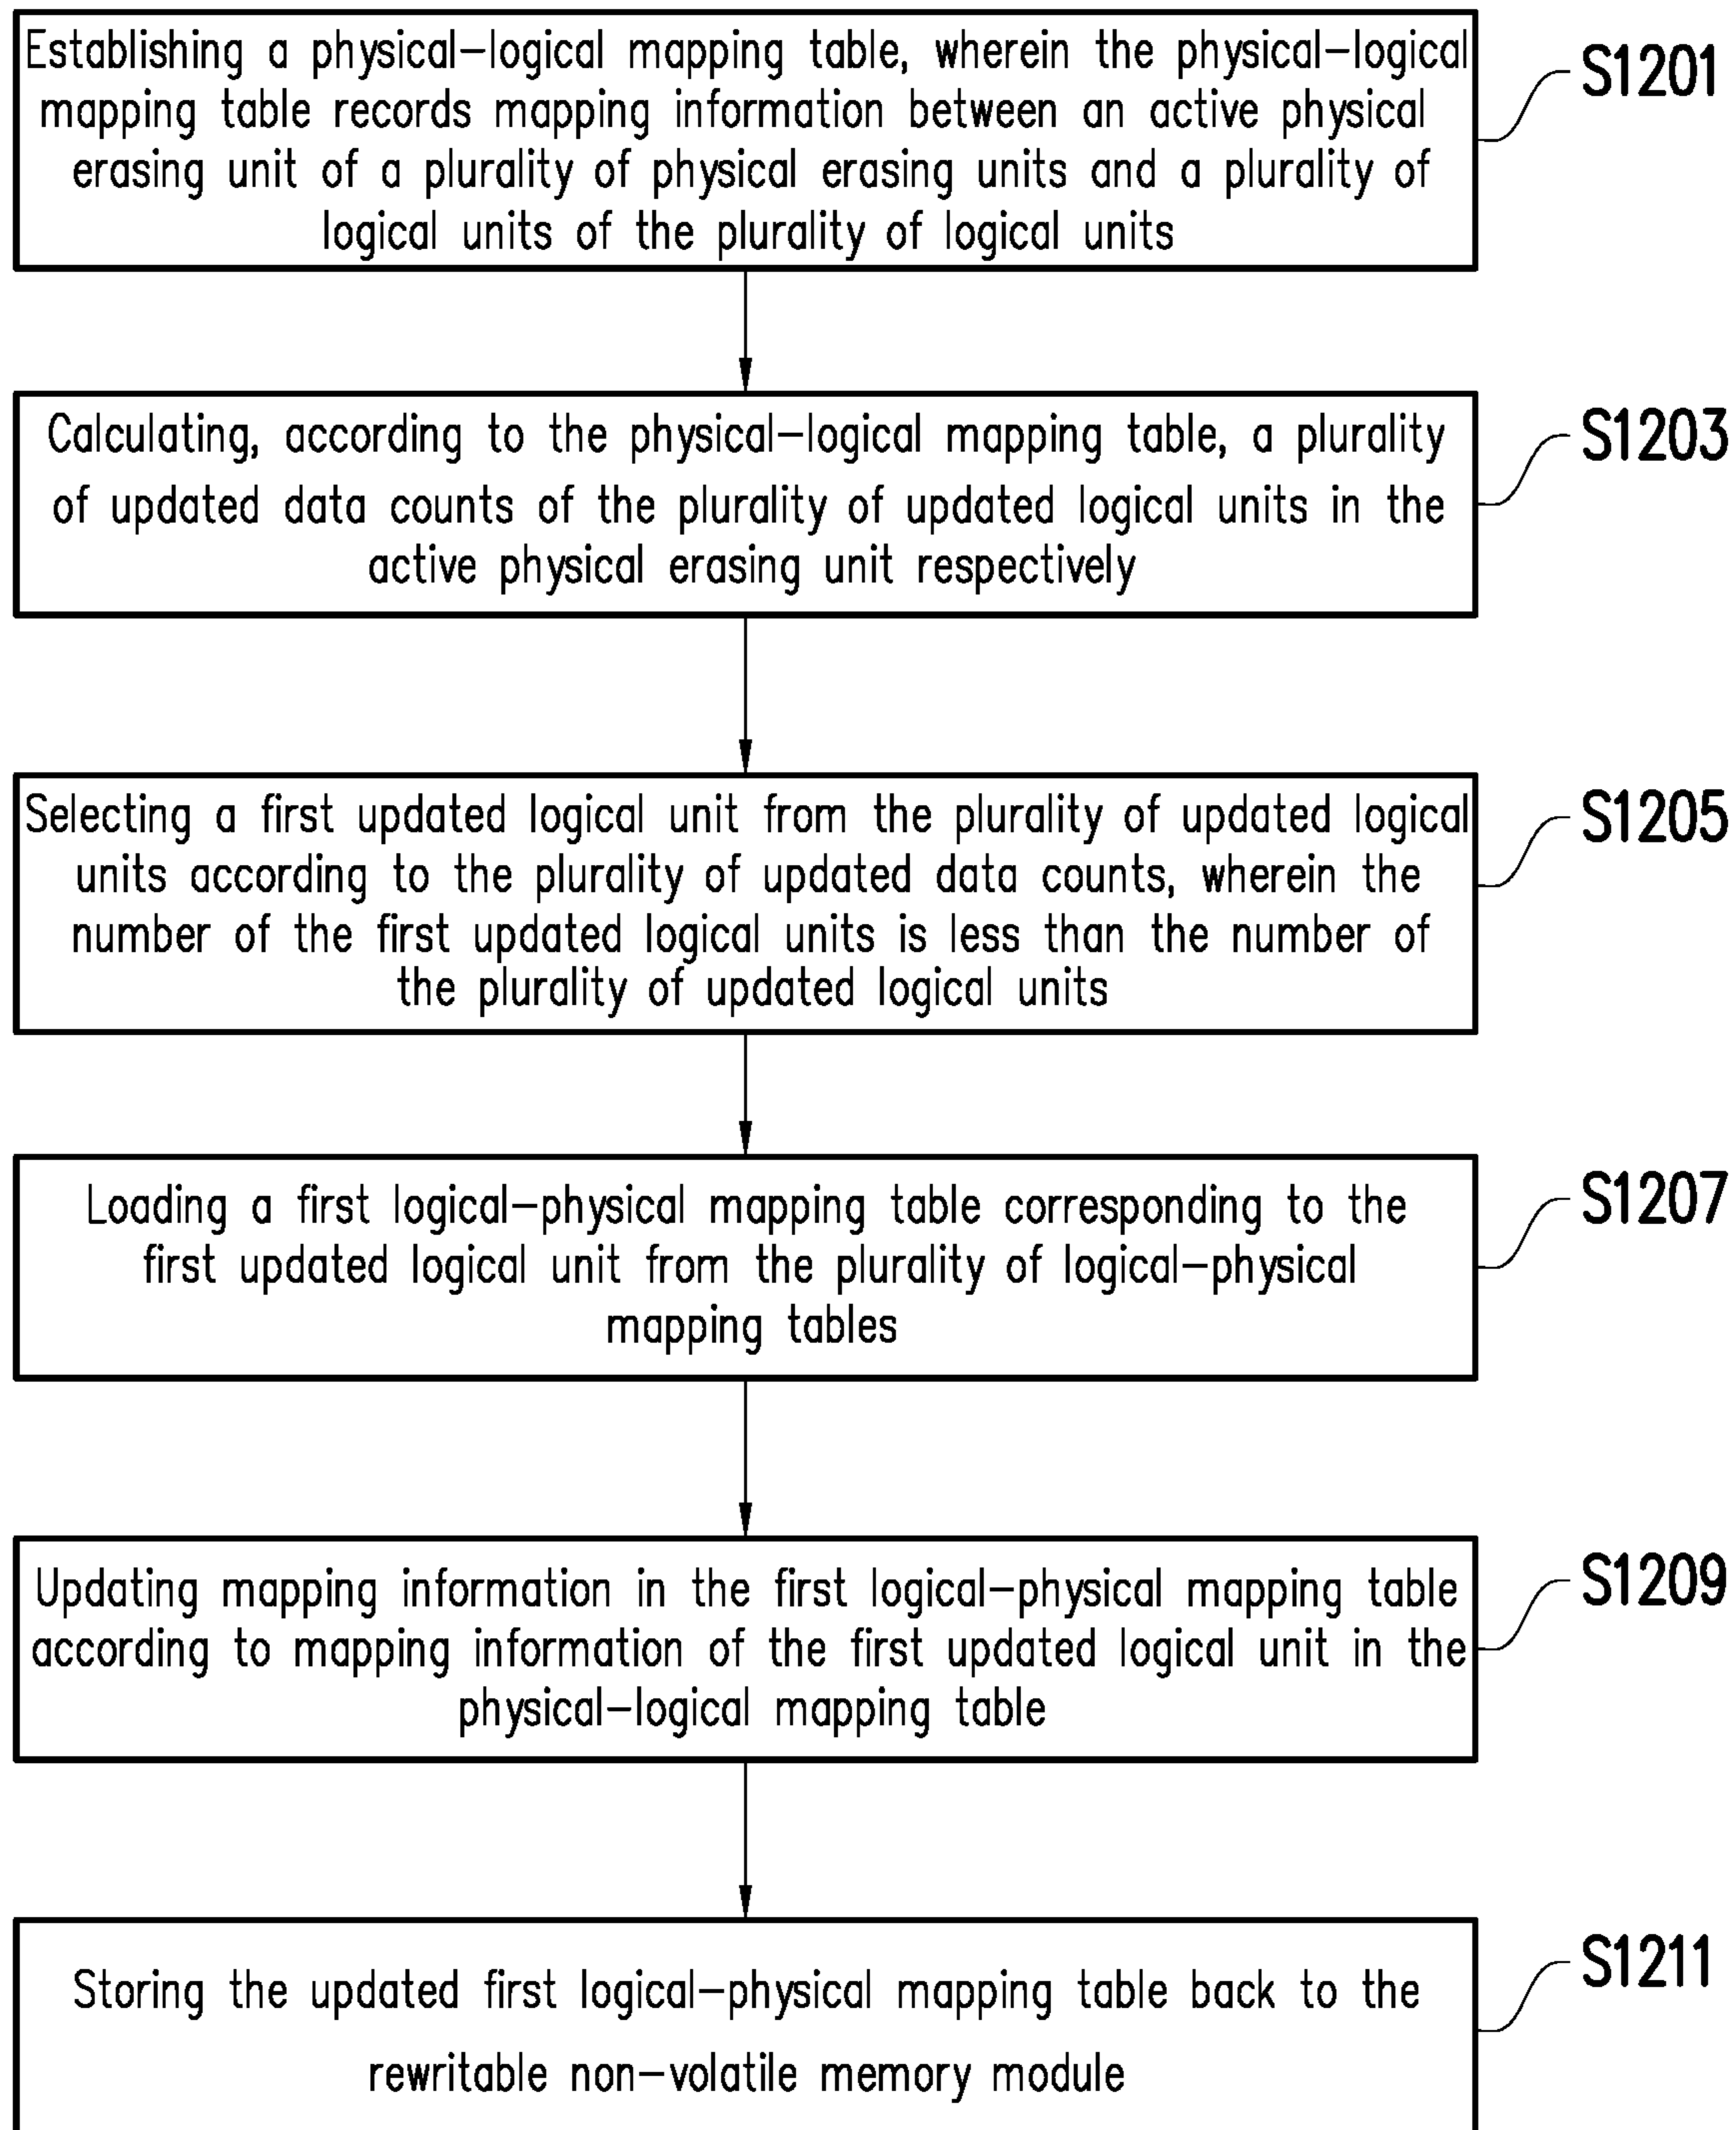 Establishing a physical-logical mapping table, wherein the physical-logical
mapping table records mapping information between an active physical
erasing unit of a plurality of physical erasing units and a plurality of
logical units of the plurality of logical units
S1201
Calculating, according to the physical-logical mapping table, a plurality
of updated data counts of the plurality of updated logical units in the
active physical erasing unit respectively
S1203
Selecting a first updated logical unit from the plurality of updated logical
units according to the plurality of updated data counts, wherein the
number of the first updated logical units is less than the number of
the plurality of updated logical units
S1205
Loading a first logical-physical mapping table corresponding to the
first updated logical unit from the plurality of logical-physical
mapping tables
S1207
Updating mapping information in the first logical-physical mapping table
according to mapping information of the first updated logical unit in the
physical-logical mapping table
S1209
Storing the updated first logical-physical mapping table back to the
rewritable non-volatile memory module
S1211